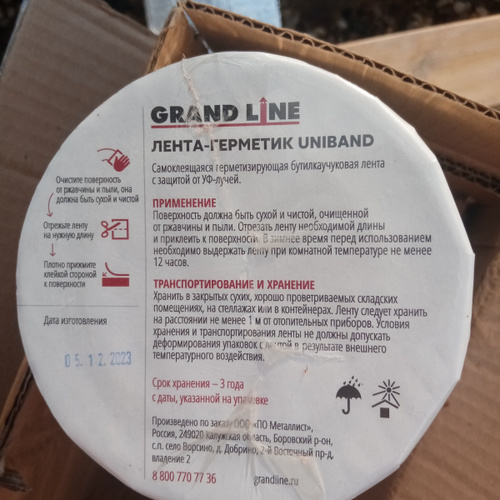 GRAND LINE
ЛЕНТА-ГЕРМЕТИК UNIBAND
Самоклеящаяся герметизирующая бутилкаучуковая лента
с защитой от УФ-лучей.
Очистите поверхность
от ржавчины и пыли, она
должна быть сухой и чистой
Отрежьте ленту
на нужную длину
Плотно прижмите
клейкой стороной
к поверхности
Дата изготовления
05.12.2023
ПРИМЕНЕНИЕ
Поверхность должна быть сухой и чистой, очищенной
от ржавчины и пыли. Отрезать ленту необходимой длины
и приклеить к поверхности. В зимнее время перед использованием
необходимо выдержать ленту при комнатной температуре не менее
12 часов.
ТРАНСПОРТИРОВАНИЕ И ХРАНЕНИЕ
Хранить в закрытых сухих, хорошо проветриваемых складских
помещениях, на стеллажах или в контейнерах. Ленту следует хранить
на расстоянии не менее 1 м от отопительных приборов. Условия
хранения и транспортирования ленты не должны допускать
деформирования упаковок с лентой в результате внешнего
температурного воздействия.
Срок хранения – 3 года
с даты, указанной на упаковке
Произведено по заказу ООО «ПО Металлист»,
Россия, 249020 Калужская область, Боровский р-он,
с.п. село Ворсино, д. Добрино, 2-й Восточный пр-д,
владение 2
8 800 770 77 36
grandline.ru